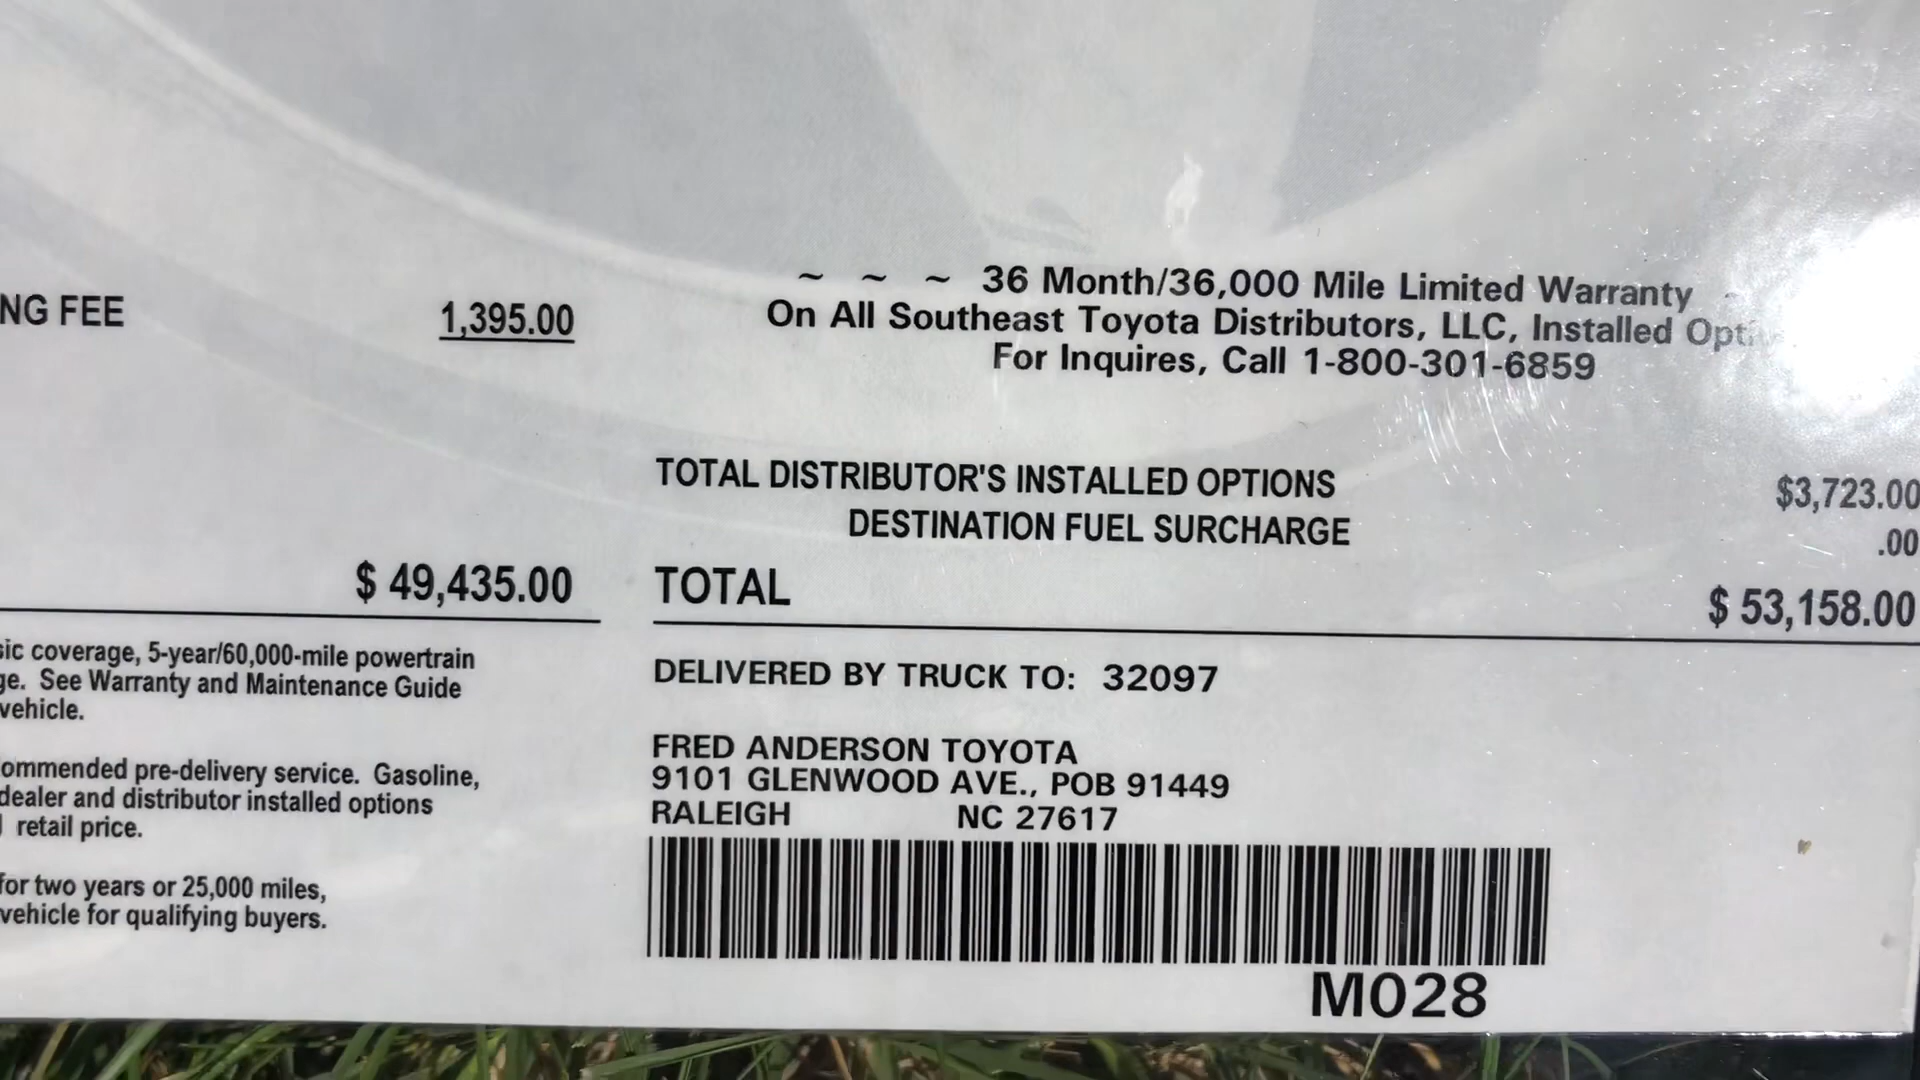 NG FEE 1,395.00
$ 49,435.00
coverage, 5-year/60,000-mile powertrain
See Warranty and Maintenance Guide
vehicle.
pre-delivery service. Gasoline,
dealer and distributor installed options
retail price.
for two years or 25,000 miles,
vehicle for qualifying buyers.
~ ~ ~ 36 Month/36,000 Mile Limited Warranty
On All Southeast Toyota Distributors, LLC, Installed
For Inquires, Call 1-800-301-6859
TOTAL DISTRIBUTOR'S INSTALLED OPTIONS $3,723.00
DESTINATION FUEL SURCHARGE .00
TOTAL $ 53,158.00
DELIVERED BY TRUCK TO: 32097
FRED ANDERSON TOYOTA
9101 GLENWOOD AVE., POB 91449
RALEIGH NC 27617
M028